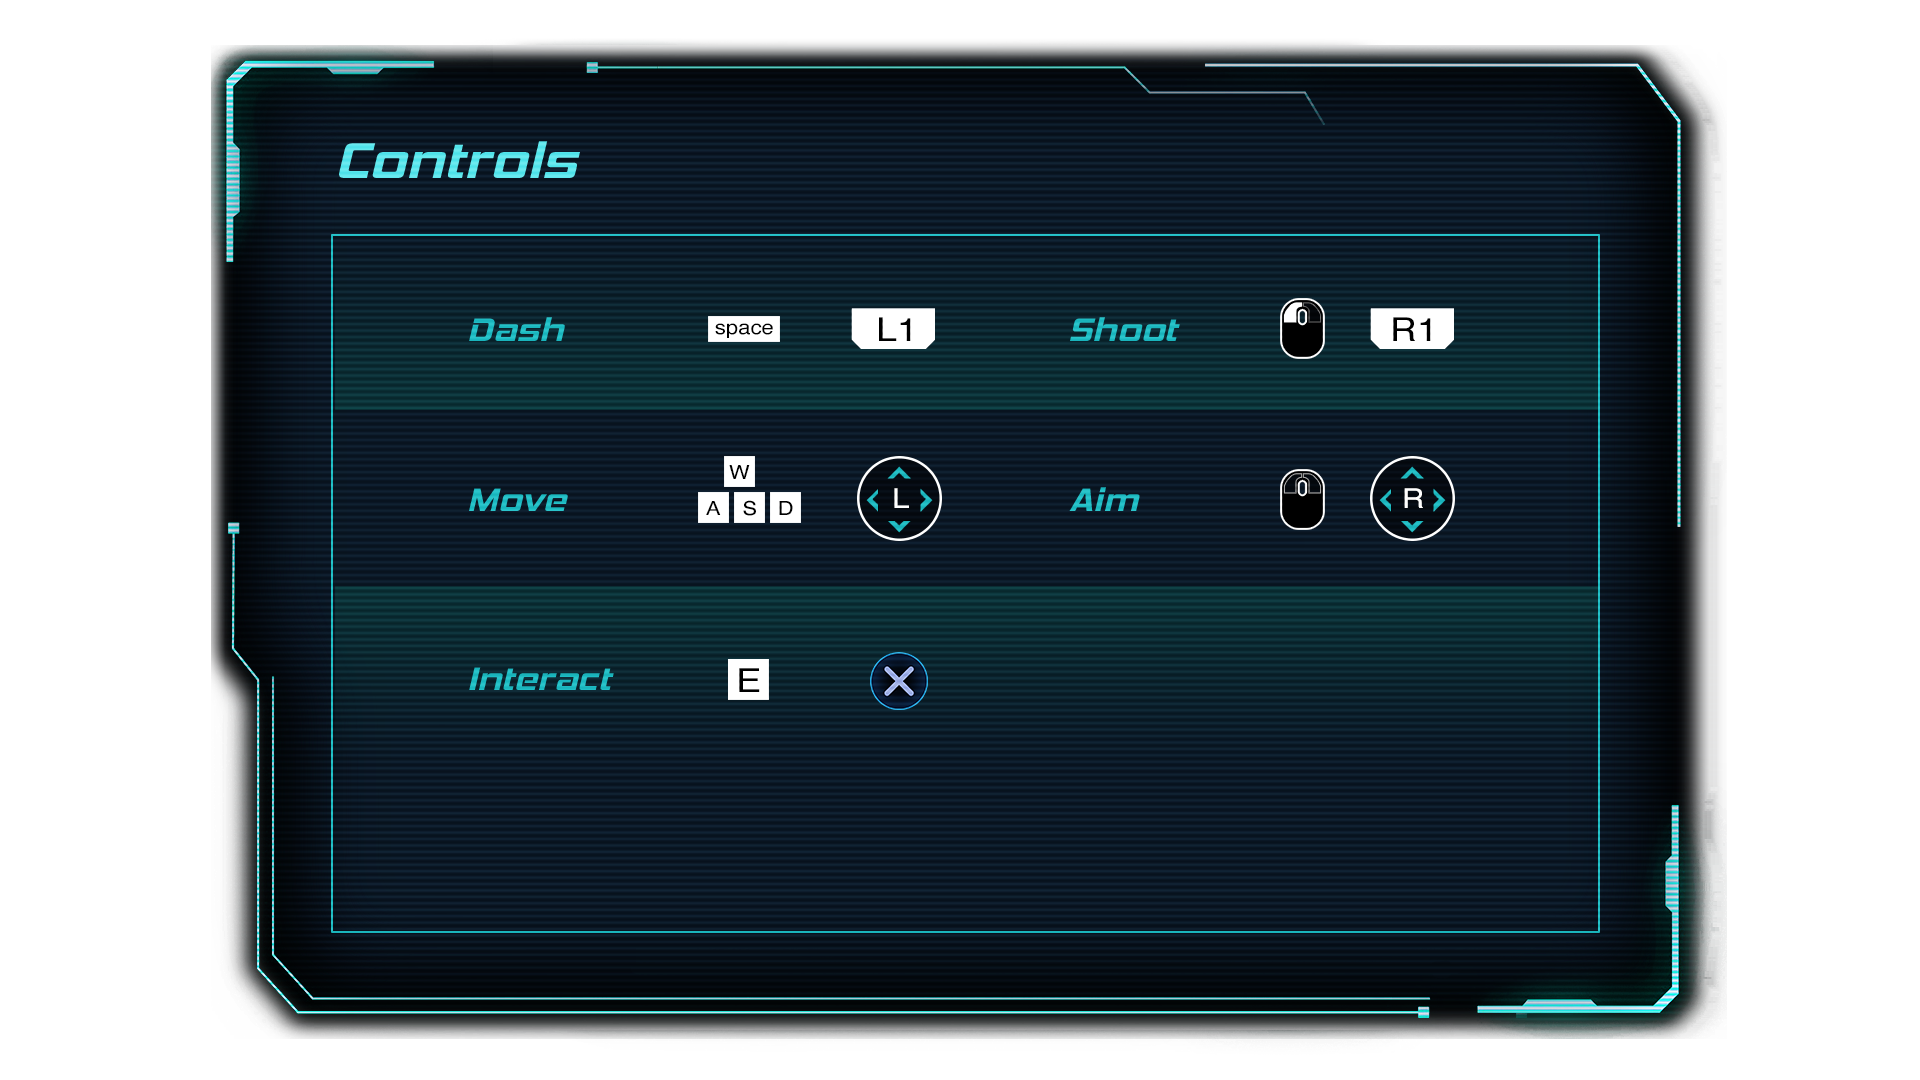 Controls
Dash space L1 Shoot R1
W
Move A S D L Aim R
Interact E